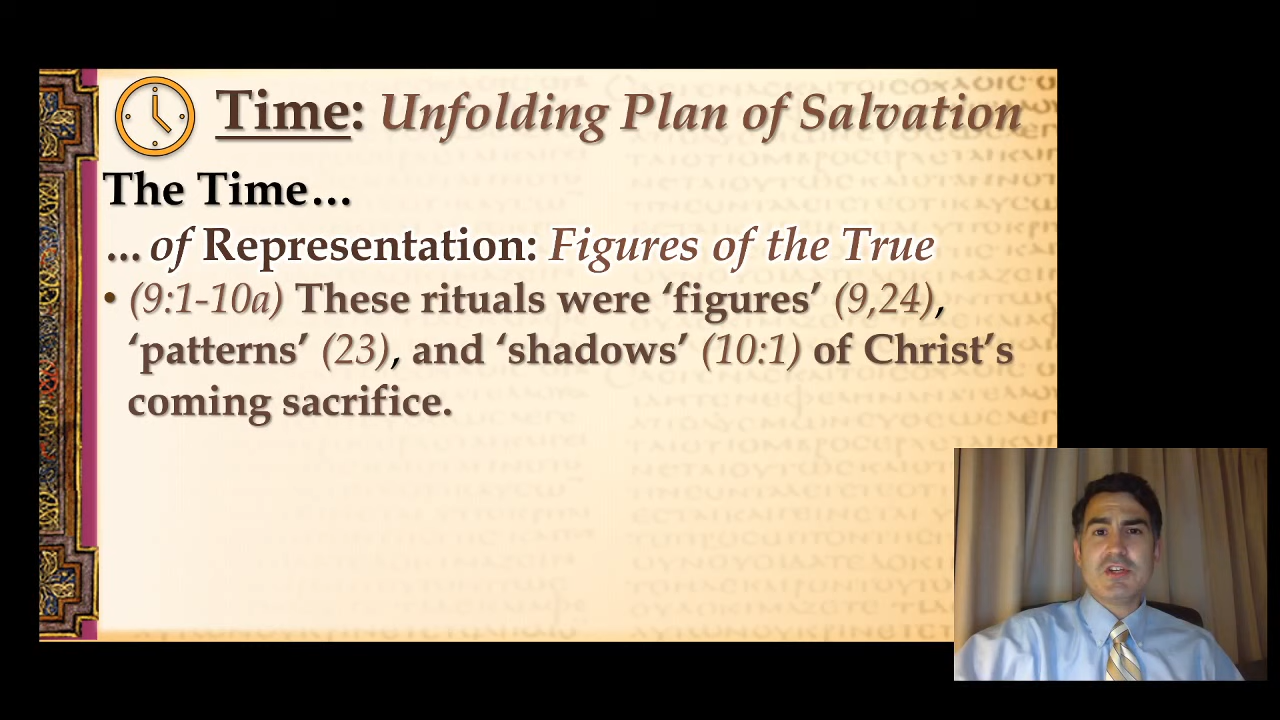 Time: Unfolding Plan of Salvation
The Time…
…of Representation: Figures of the True
• (9:1-10a) These rituals were ‘figures’ (9,24),
‘patterns’ (23), and ‘shadows’ (10:1) of Christ’s
coming sacrifice.